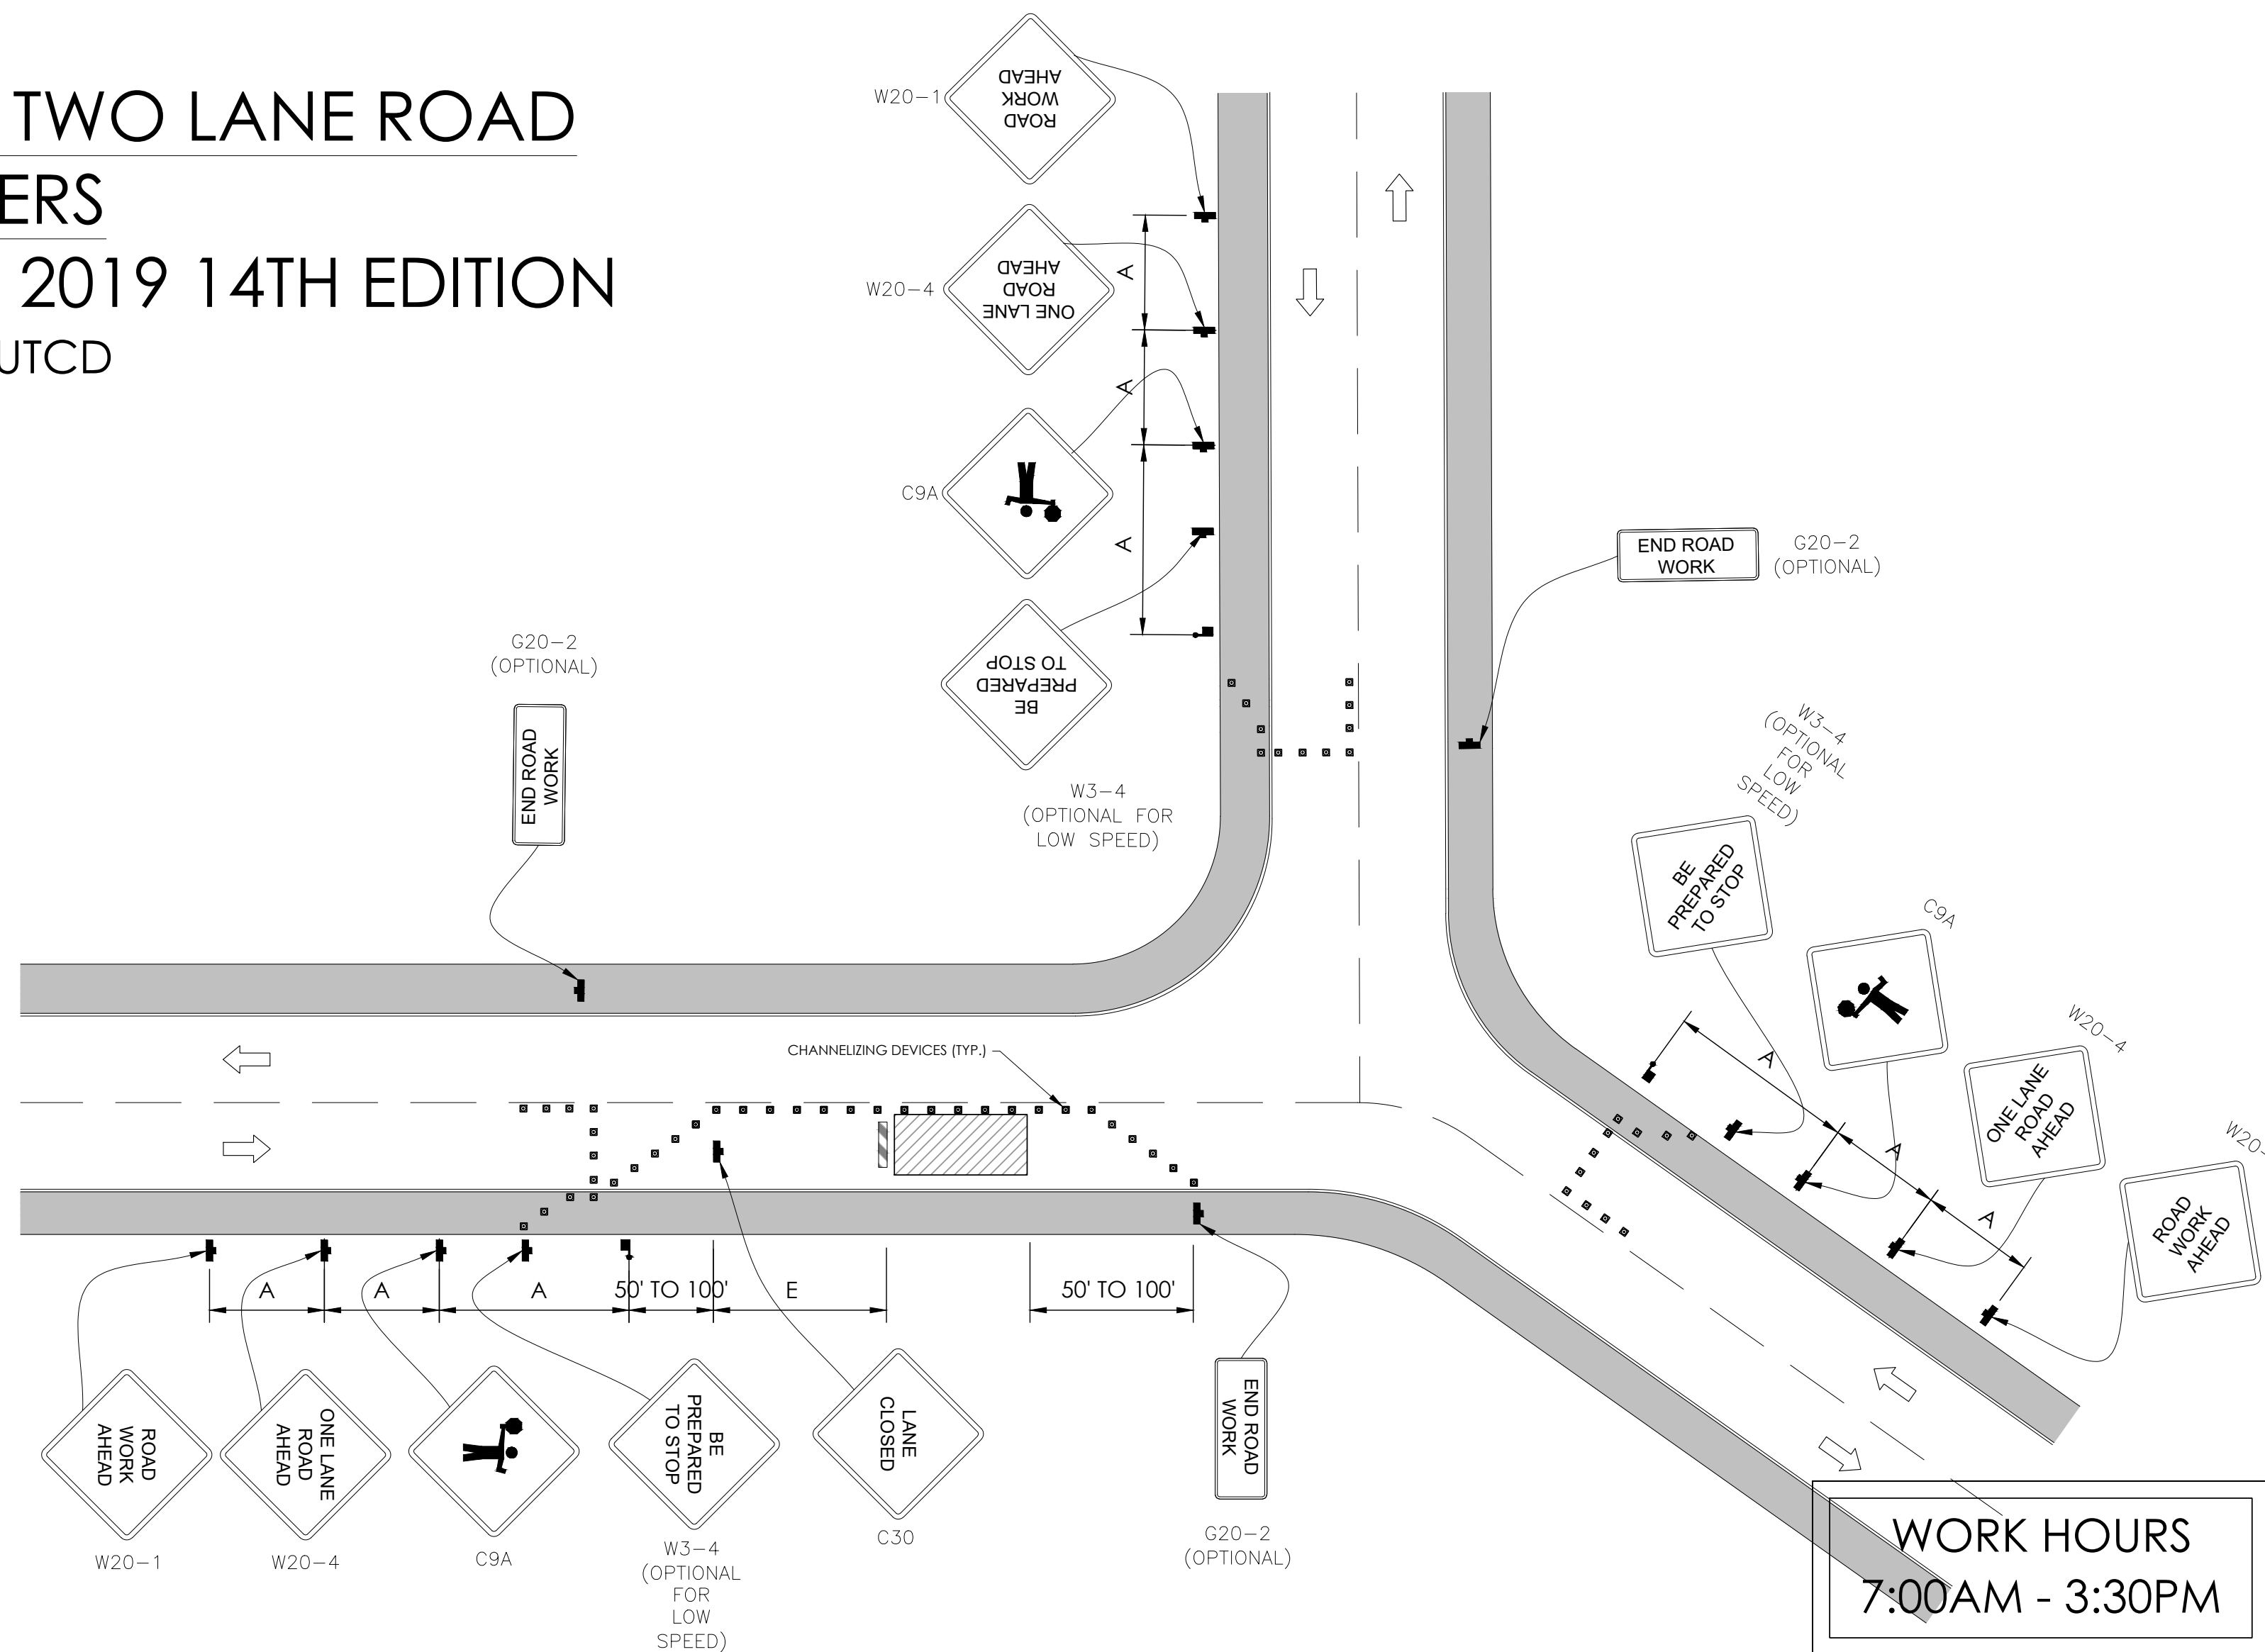 TWO LANE ROAD
ERS
2019 14TH EDITION
UTCD
W20-1
ROAD
WORK
AHEAD
W20-4
ONE LANE
ROAD
AHEAD
A
A
C9A
A
BE
PREPARED
TO STOP
W3-4
(OPTIONAL FOR
LOW SPEED)
END ROAD
WORK
G20-2
(OPTIONAL)
G20-2
(OPTIONAL)
END ROAD
WORK
W3-4
(OPTIONAL
FOR
LOW
SPEED)
BE
PREPARED
TO STOP
C9A
W20-4
ONE LANE
ROAD
AHEAD
W20-
ROAD
WORK
AHEAD
A
A
A
CHANNELIZING DEVICES (TYP.)
A
A
A
50' TO 100'
E
50' TO 100'
ROAD
WORK
AHEAD
W20-1
ONE LANE
ROAD
AHEAD
W20-4
C9A
BE
PREPARED
TO STOP
W3-4
(OPTIONAL
FOR
LOW
SPEED)
LANE
CLOSED
C30
END ROAD
WORK
G20-2
(OPTIONAL)
WORK HOURS
7:00AM - 3:30PM